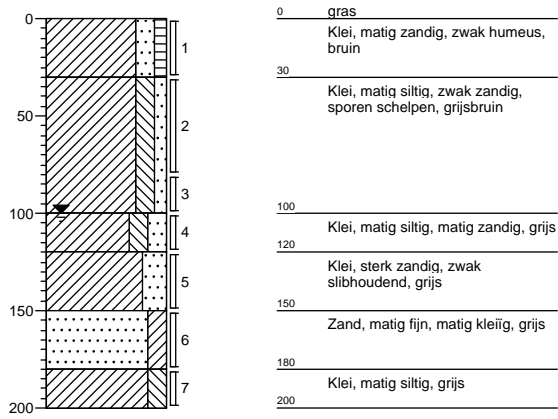 0
50
100
150
200
1
2
3
4
5
6
7
0
gras
Klei, matig zandig, zwak humeus,
bruin
30
Klei, matig siltig, zwak zandig,
sporen schelpen, grijsbruin
100
Klei, matig siltig, matig zandig, grijs
120
Klei, sterk zandig, zwak
slibhoudend, grijs
150
Zand, matig fijn, matig kleiïg, grijs
180
Klei, matig siltig, grijs
200